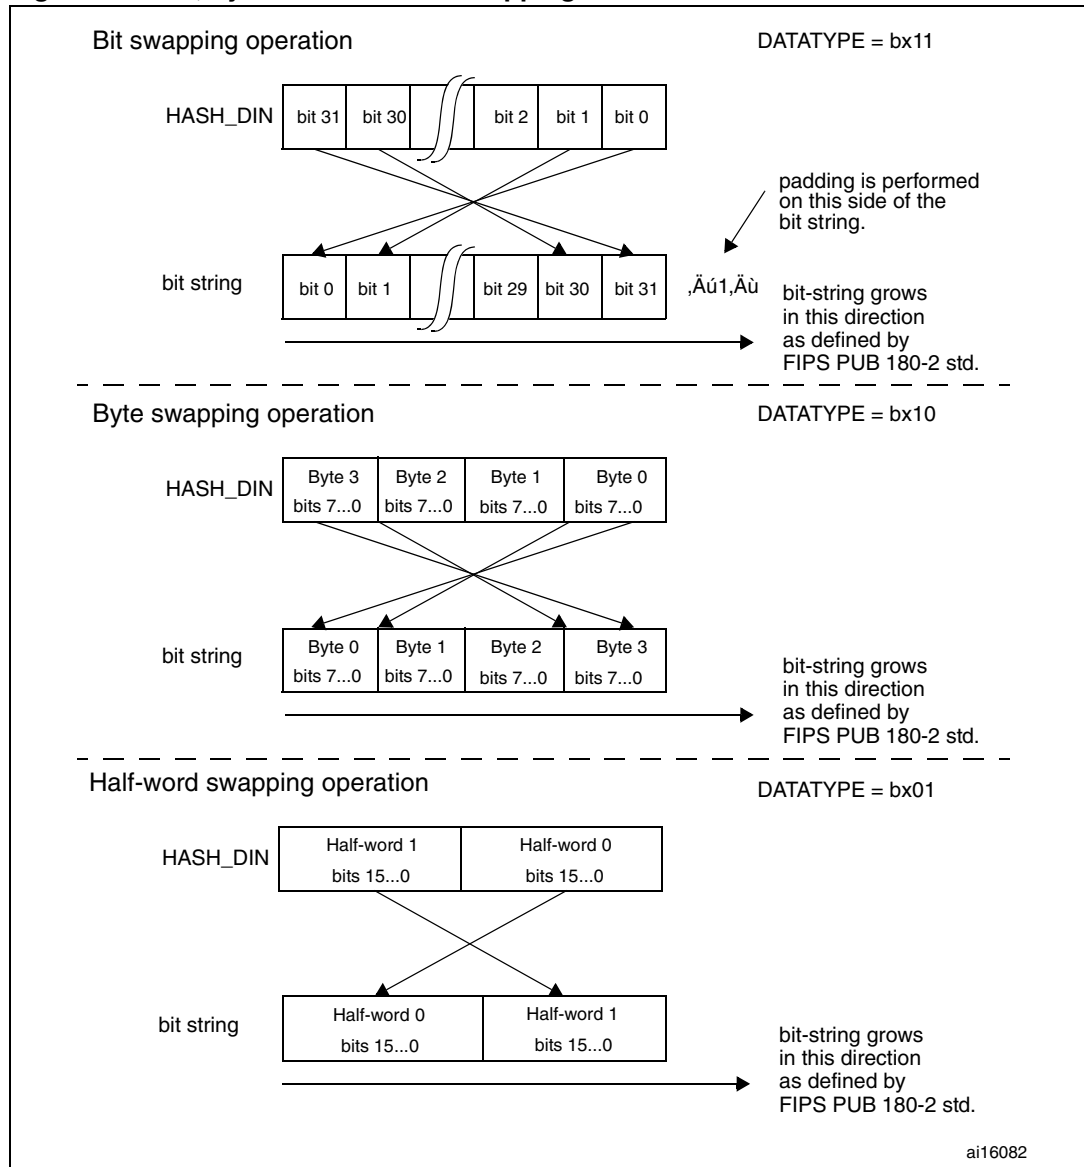 Bit swapping operation DATATYPE = bx11
HASH_DIN bit 31 bit 30 bit 2 bit 1 bit 0
padding is performed
on this side of the
bit string.
bit string bit 0 bit 1 bit 29 bit 30 bit 31 ‚Äú1‚Äù
bit-string grows
in this direction
as defined by
FIPS PUB 180-2 std.
Byte swapping operation DATATYPE = bx10
HASH_DIN Byte 3 Byte 2 Byte 1 Byte 0
bits 7...0 bits 7...0 bits 7...0 bits 7...0
bit string Byte 0 Byte 1 Byte 2 Byte 3
bits 7...0 bits 7...0 bits 7...0 bits 7...0
bit-string grows
in this direction
as defined by
FIPS PUB 180-2 std.
Half-word swapping operation DATATYPE = bx01
HASH_DIN Half-word 1 Half-word 0
bits 15...0 bits 15...0
bit string Half-word 0 Half-word 1
bits 15...0 bits 15...0
bit-string grows
in this direction
as defined by
FIPS PUB 180-2 std.
ai16082